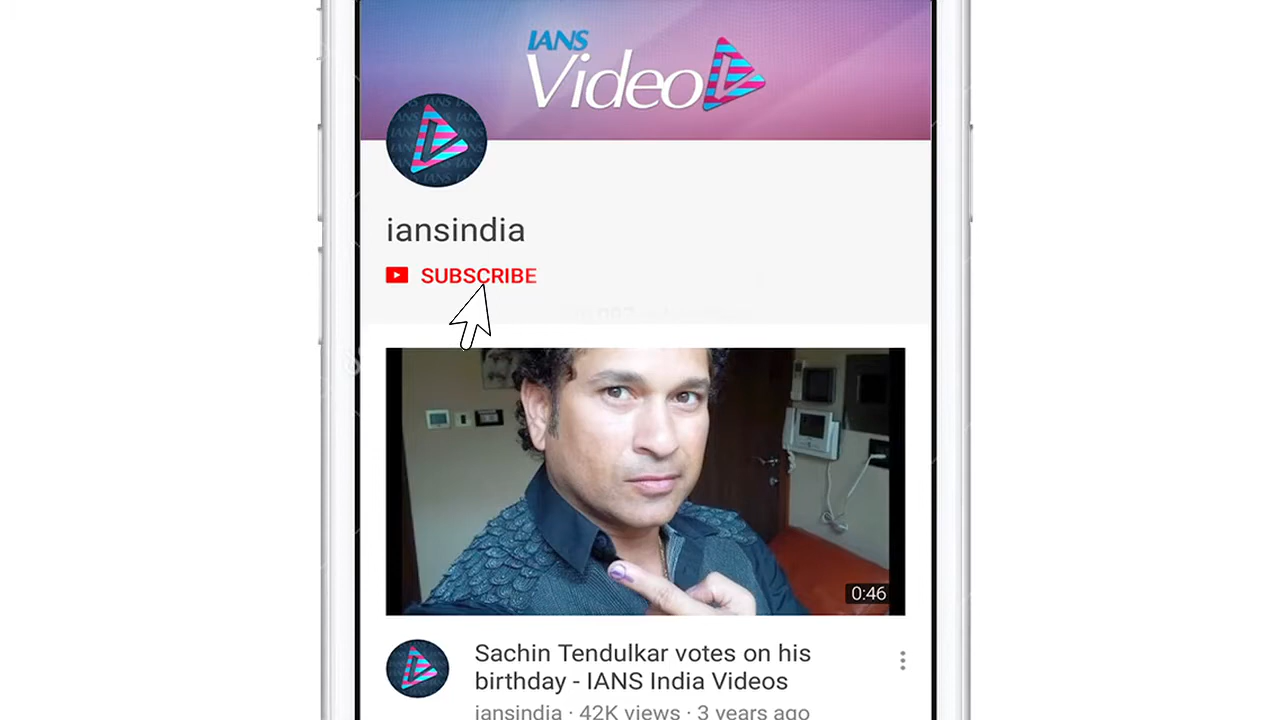 IANS
Video
iansindia
SUBSCRIBE
0:46
Sachin Tendulkar votes on his
birthday - IANS India Videos
iansindia · 42K views · 3 years ago